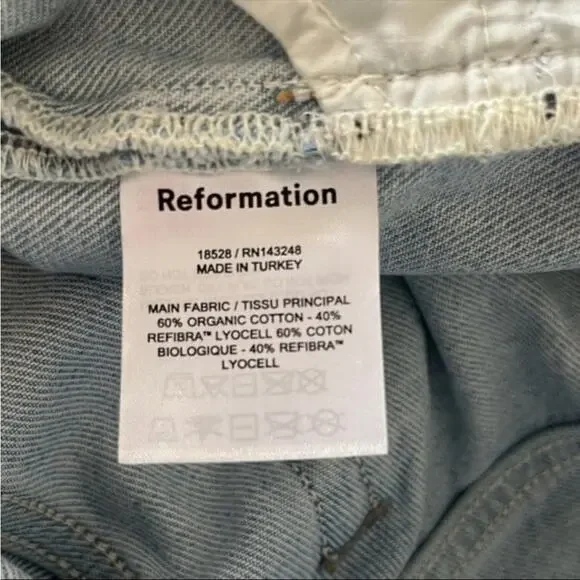 Reformation
18528 / RN143248
MADE IN TURKEY
MAIN FABRIC / TISSU PRINCIPAL
60% ORGANIC COTTON - 40%
REFIBRA™ LYOCELL 60% COTON
BIOLOGIQUE - 40% REFIBRA™
LYOCELL